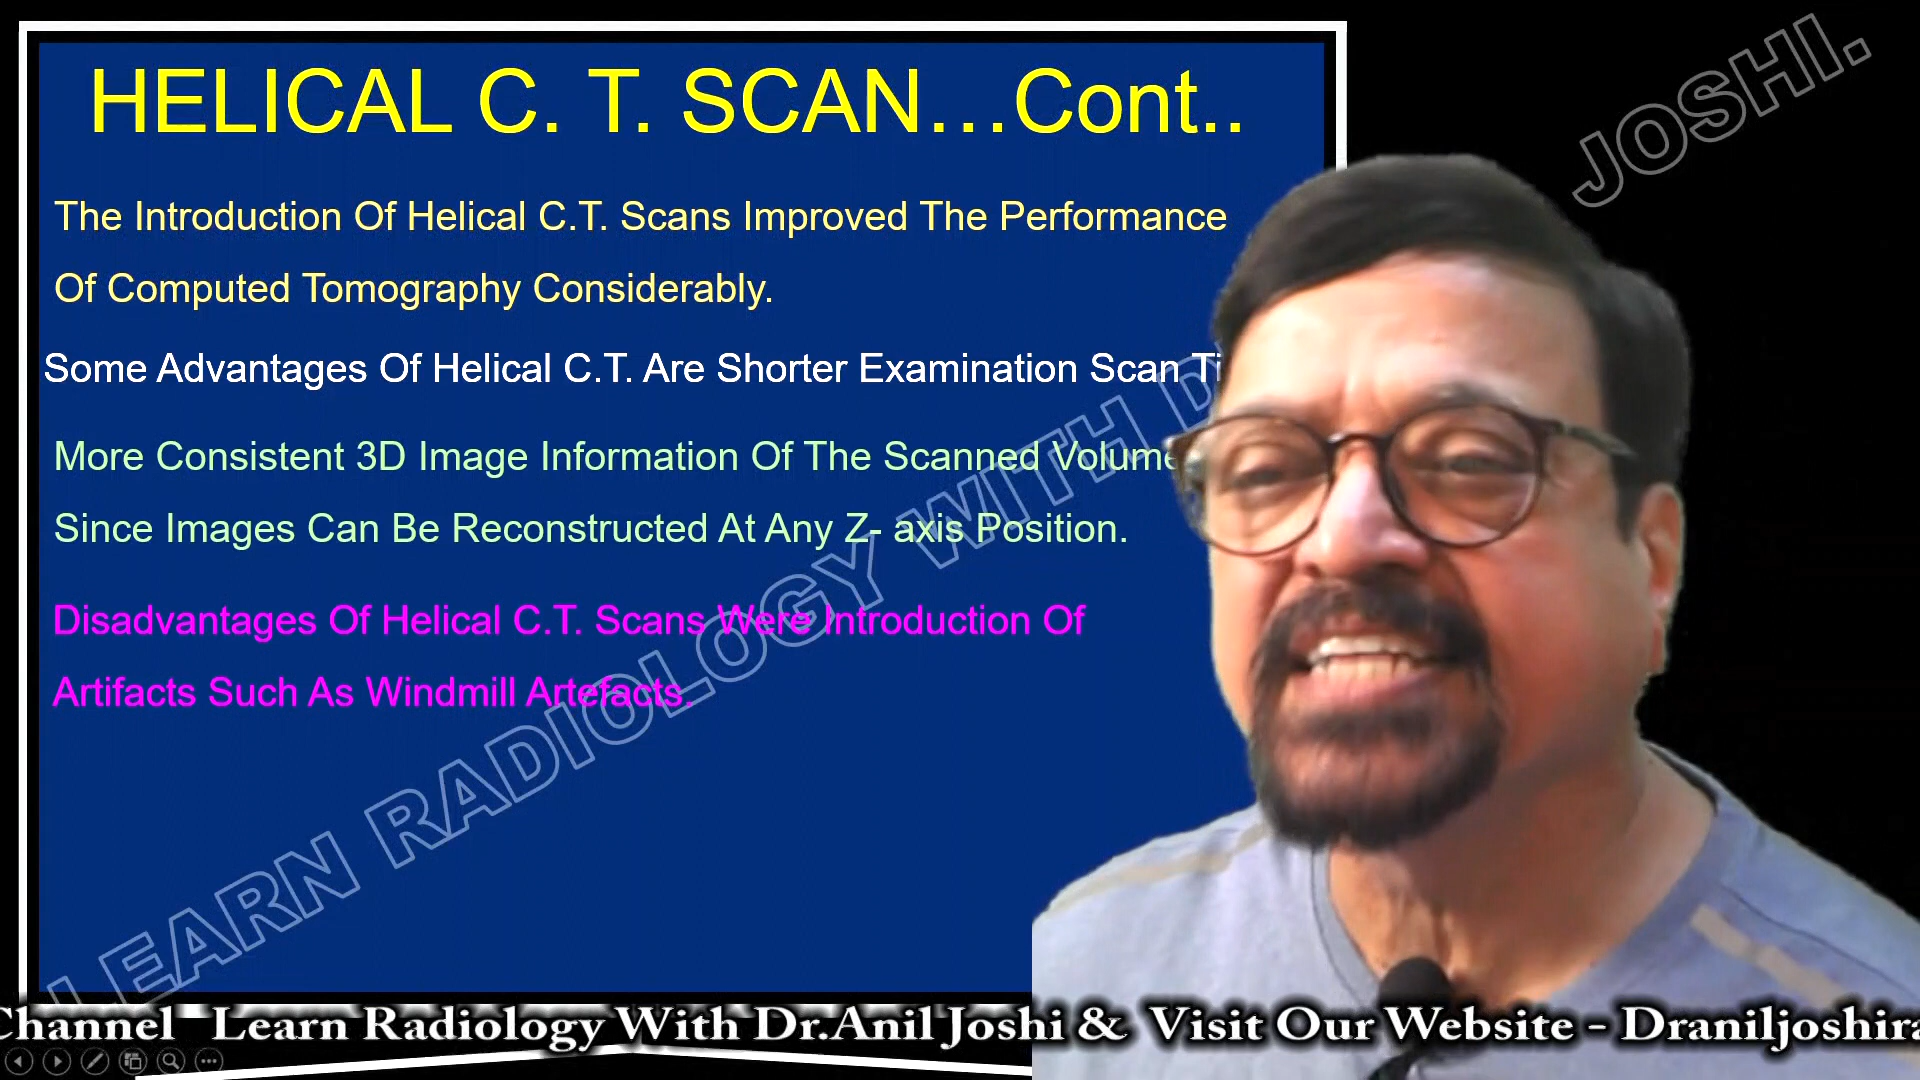 HELICAL C. T. SCAN…Cont..
The Introduction Of Helical C.T. Scans Improved The Performance
Of Computed Tomography Considerably.
Some Advantages Of Helical C.T. Are Shorter Examination Scan
More Consistent 3D Image Information Of The Scanned Volume
Since Images Can Be Reconstructed At Any Z- axis Position.
Disadvantages Of Helical C.T. Scans Were Introduction Of
Artifacts Such As Windmill Artefacts.
LEARN RADIOLOGY WITH JOSHI.
Channel Learn Radiology With Dr.Anil Joshi & Visit Our Website -